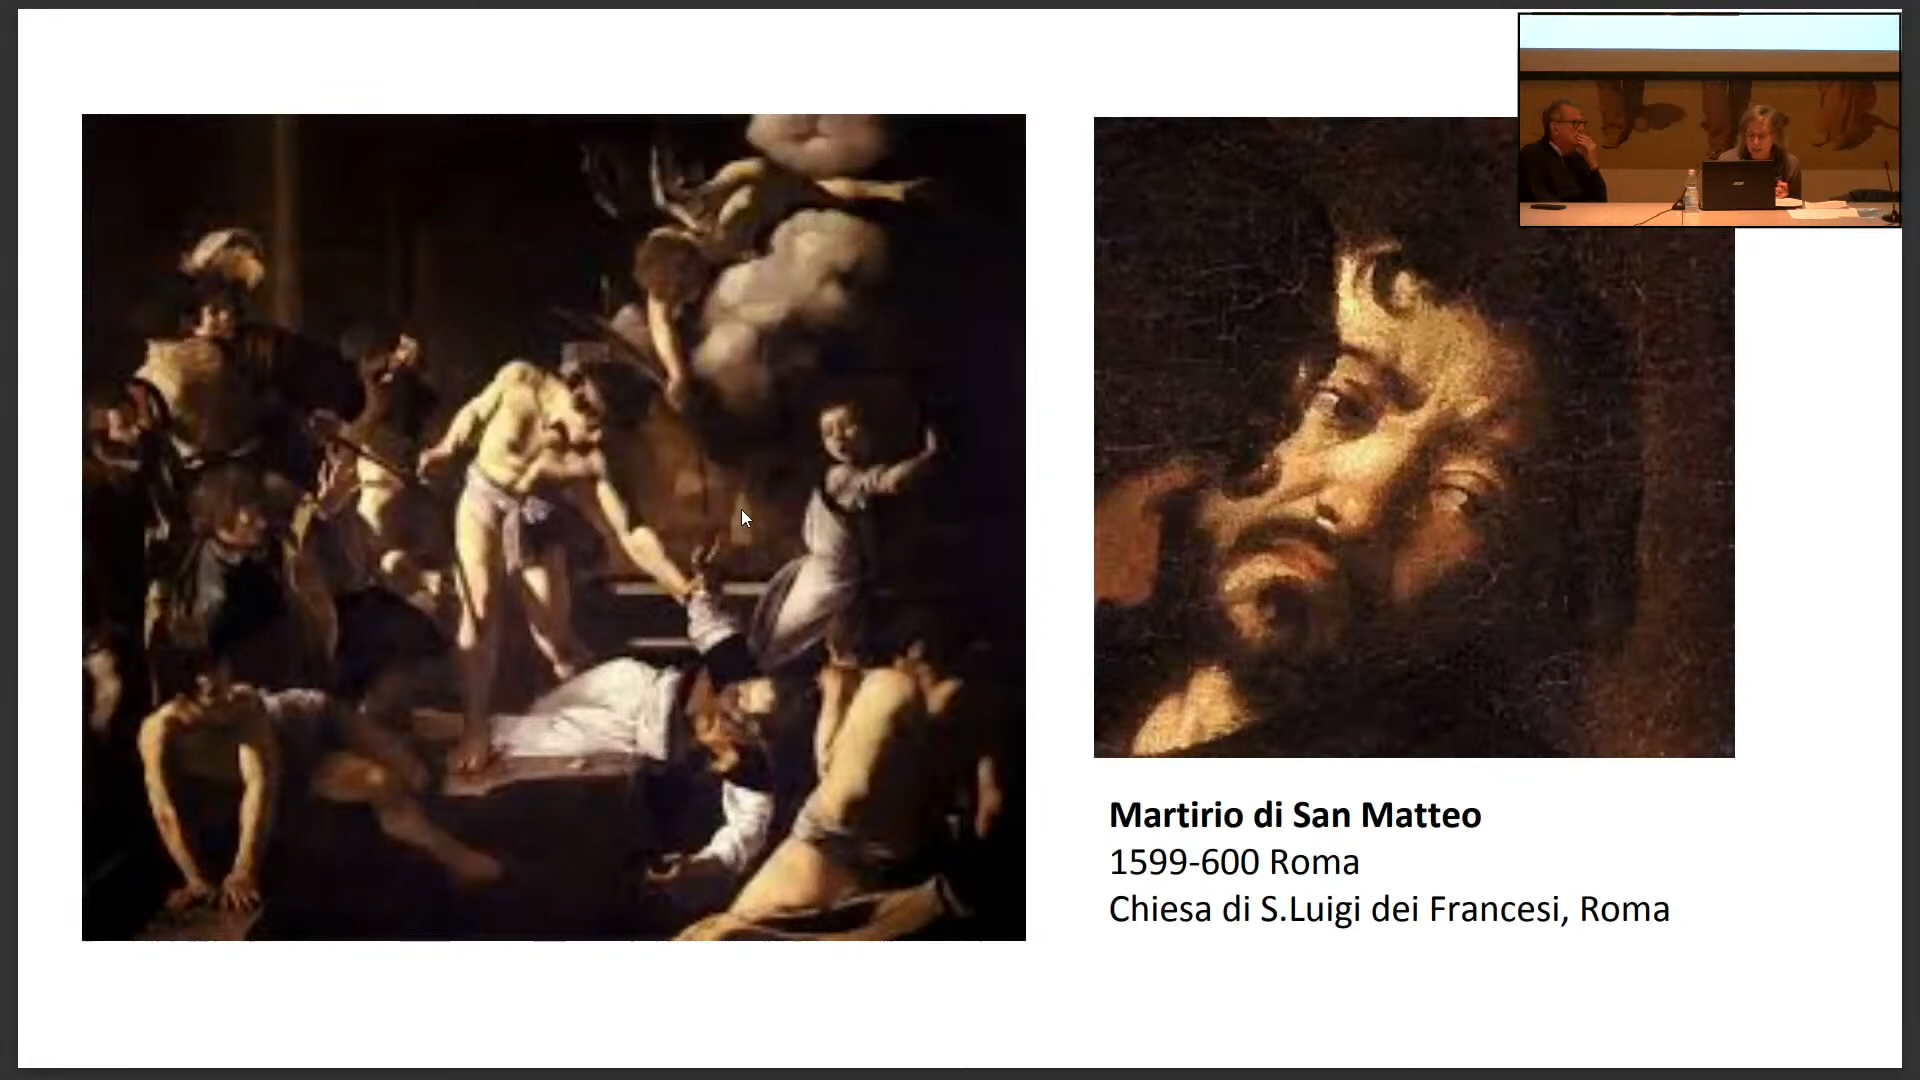 Martirio di San Matteo
1599-600 Roma
Chiesa di S.Luigi dei Francesi, Roma